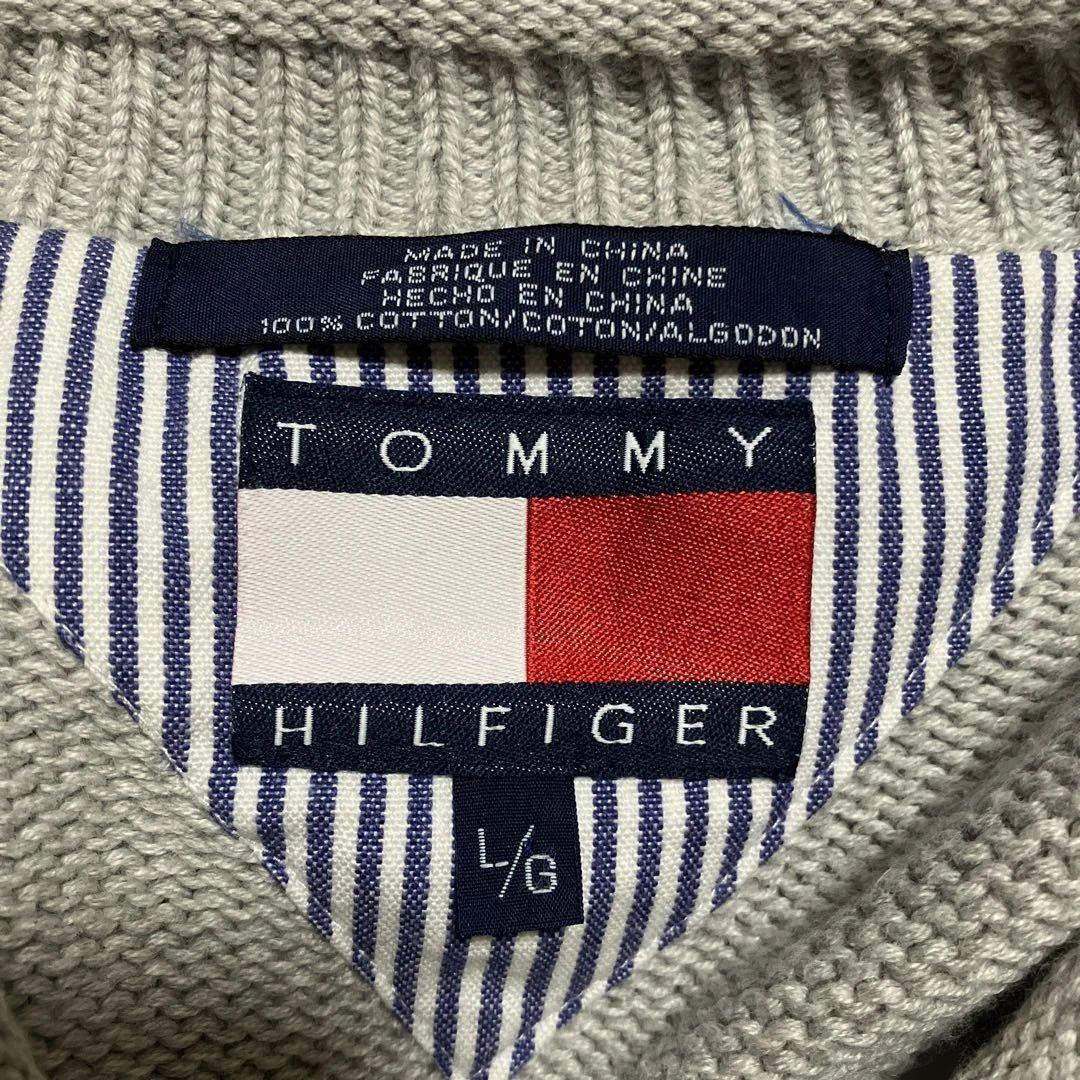 MADE IN CHINA
FABRIQUE EN CHINE
HECHO EN CHINA
100% COTTON/COTON/ALGODON
TOMMY
HILFIGER
L/G